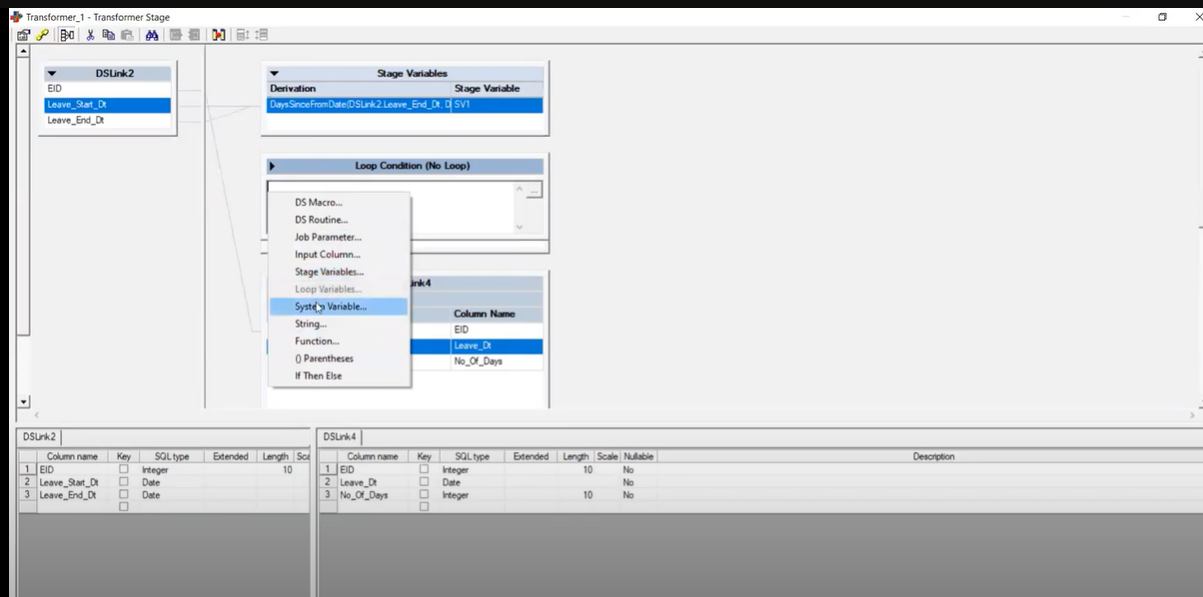 Transformer_1 - Transformer Stage
DSLink2
EID
Leave_Start_Dt
Leave_End_Dt
Stage Variables
Derivation Stage Variable
DaysSinceFromDate(DSLink2.Leave_End_Dt, D SV1
Loop Condition (No Loop)
...
DS Macro...
DS Routine...
Job Parameter...
Input Column...
Stage Variables...
Loop Variables...
System Variable...
String...
Function...
() Parentheses
If Then Else
ink4
Column Name
EID
Leave_Dt
No_Of_Days
DSLink2
Column name Key SQL type Extended Length Sca
1 EID Integer 10
2 Leave_Start_Dt Date
3 Leave_End_Dt Date
DSLink4
Column name Key SQL type Extended Length Scale Nullable Description
1 EID Integer 10 No
2 Leave_Dt Date No
3 No_Of_Days Integer 10 No